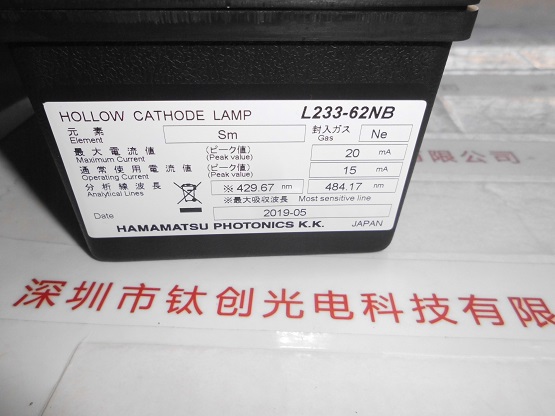 HOLLOW CATHODE LAMP L233-62NB
元素 Element Sm 封入ガス Gas Ne
最大電流値 Maximum Current (ピーク値) (Peak value) 20 mA
通常使用電流値 Operating Current (ピーク値) (Peak value) 15 mA
分析線波長 Analytical Lines ※429.67 nm 484.17 nm
※最大吸収波長 Most sensitive line
Date 2019-05
HAMAMATSU PHOTONICS K.K. JAPAN
限公司
深圳市钛创光电科技有限